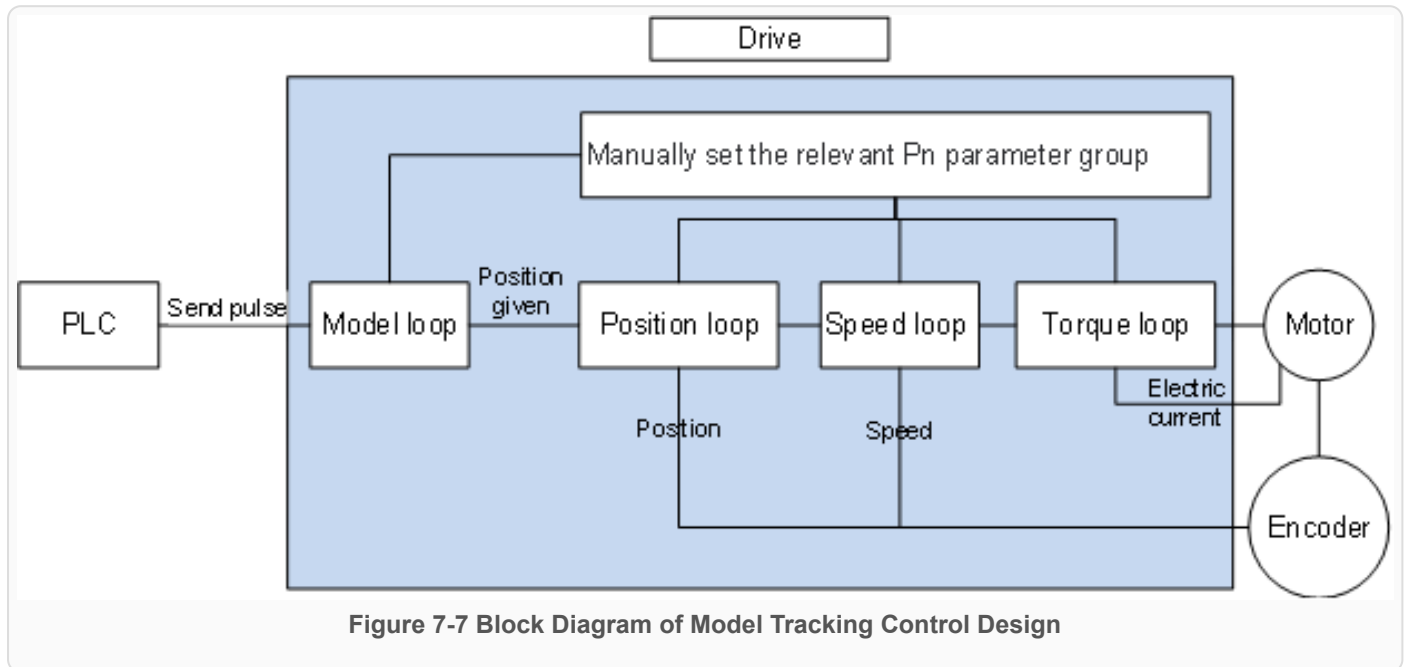 Drive
Manually set the relevant Pn parameter group
PLC
Send pulse
Model loop
Position
given
Position loop
Speed loop
Torque loop
Motor
Electric
current
Postion
Speed
Encoder
Figure 7-7 Block Diagram of Model Tracking Control Design